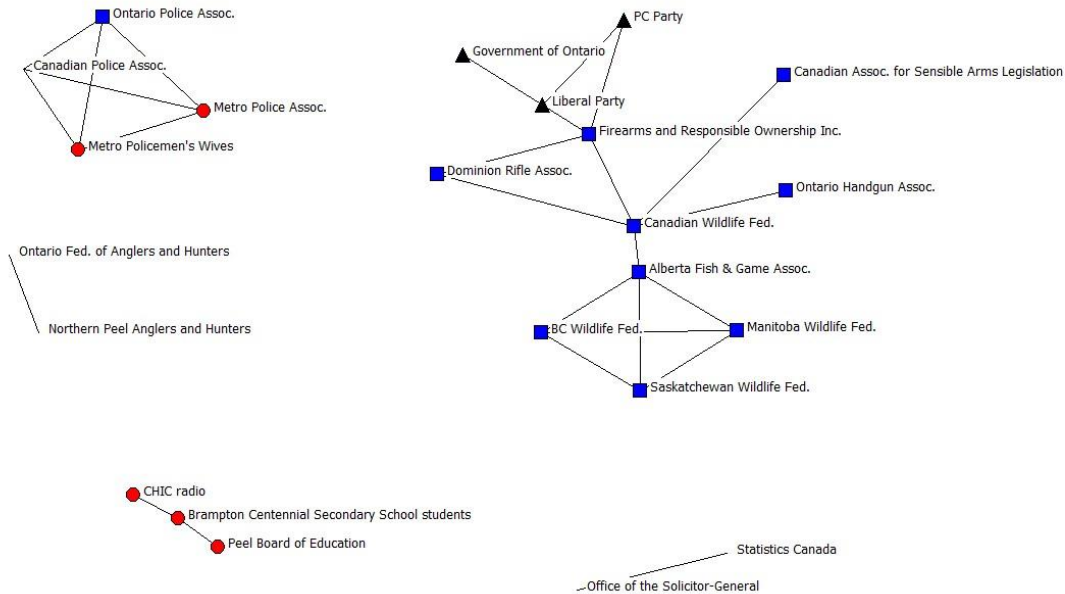 Ontario Police Assoc.
PC Party
Government of Ontario
Canadian Police Assoc.
Canadian Assoc. for Sensible Arms Legislation
Liberal Party
Metro Police Assoc.
Firearms and Responsible Ownership Inc.
Metro Policemen's Wives
Dominion Rifle Assoc.
Ontario Handgun Assoc.
Canadian Wildlife Fed.
Ontario Fed. of Anglers and Hunters
Alberta Fish & Game Assoc.
Northern Peel Anglers and Hunters
BC Wildlife Fed.
Manitoba Wildlife Fed.
Saskatchewan Wildlife Fed.
CHIC radio
Brampton Centennial Secondary School students
Peel Board of Education
Statistics Canada
Office of the Solicitor-General